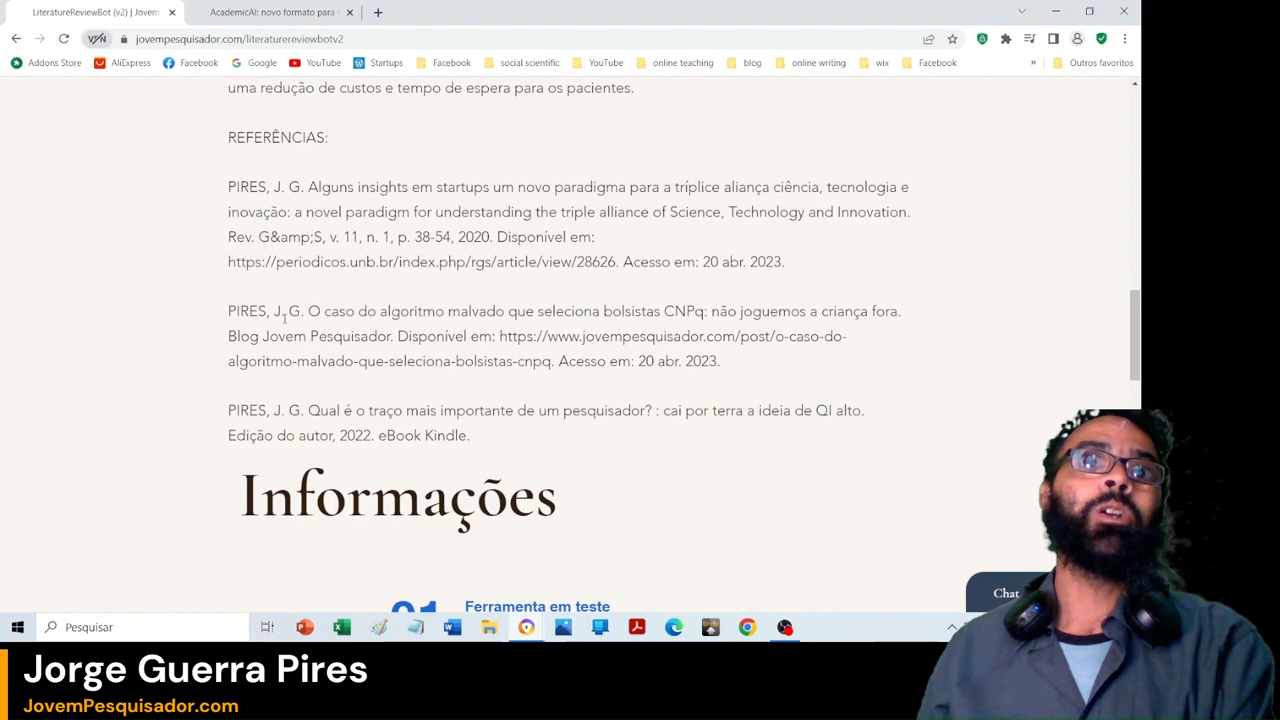 LiteratureReviewBot (v2) | Jovem
AcademicAI: novo formato para
jovempesquisador.com/literaturereviewbotv2
VPN
Addons Store AliExpress Facebook Google YouTube Startups Facebook social scientific YouTube online teaching blog online writing wix Facebook » Outros favoritos
uma redução de custos e tempo de espera para os pacientes.
REFERÊNCIAS:
PIRES, J. G. Alguns insights em startups um novo paradigma para a tríplice aliança ciência, tecnologia e
inovação: a novel paradigm for understanding the triple alliance of Science, Technology and Innovation.
Rev. G&amp;S, v. 11, n. 1, p. 38-54, 2020. Disponível em:
https://periodicos.unb.br/index.php/rgs/article/view/28626. Acesso em: 20 abr. 2023.
PIRES, J. G. O caso do algoritmo malvado que seleciona bolsistas CNPq: não joguemos a criança fora.
Blog Jovem Pesquisador. Disponível em: https://www.jovempesquisador.com/post/o-caso-do-
algoritmo-malvado-que-seleciona-bolsistas-cnpq. Acesso em: 20 abr. 2023.
PIRES, J. G. Qual é o traço mais importante de um pesquisador? : cai por terra a ideia de QI alto.
Edição do autor, 2022. eBook Kindle.
Informações
01 Ferramenta em teste
Chat
Pesquisar
Jorge Guerra Pires
JovemPesquisador.com